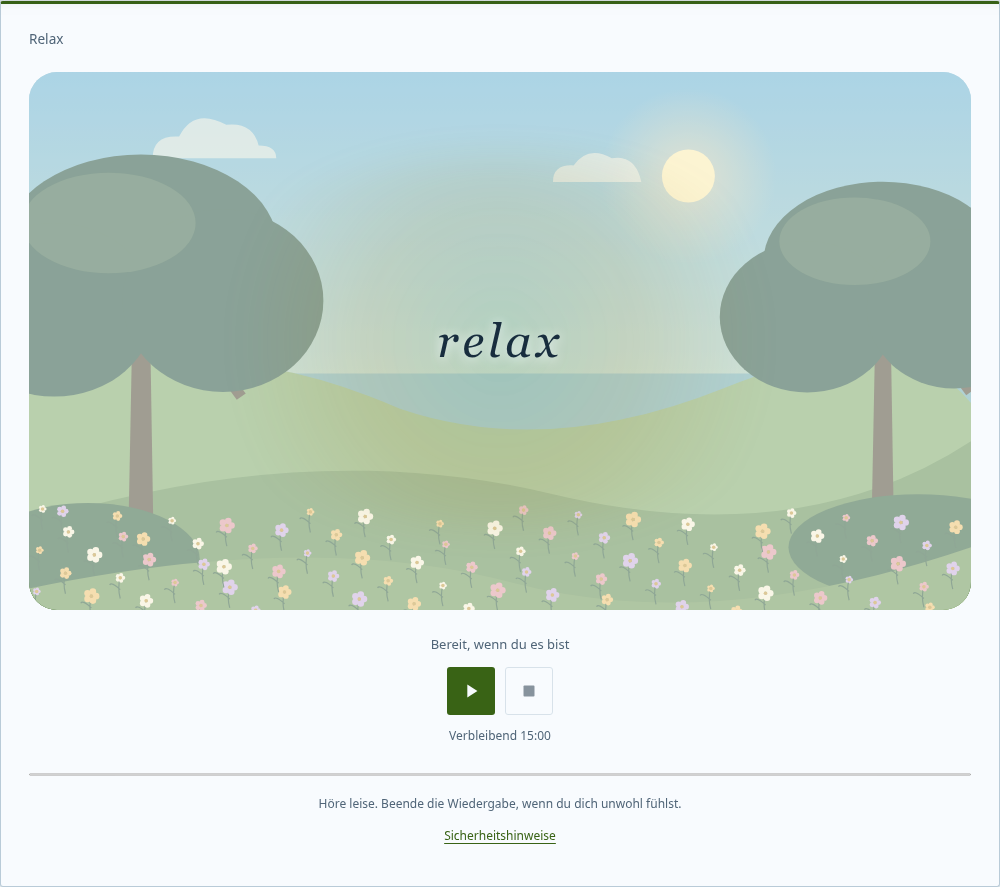 Relax
relax
Bereit, wenn du es bist
Verbleibend 15:00
Höre leise. Beende die Wiedergabe, wenn du dich unwohl fühlst.
Sicherheitshinweise